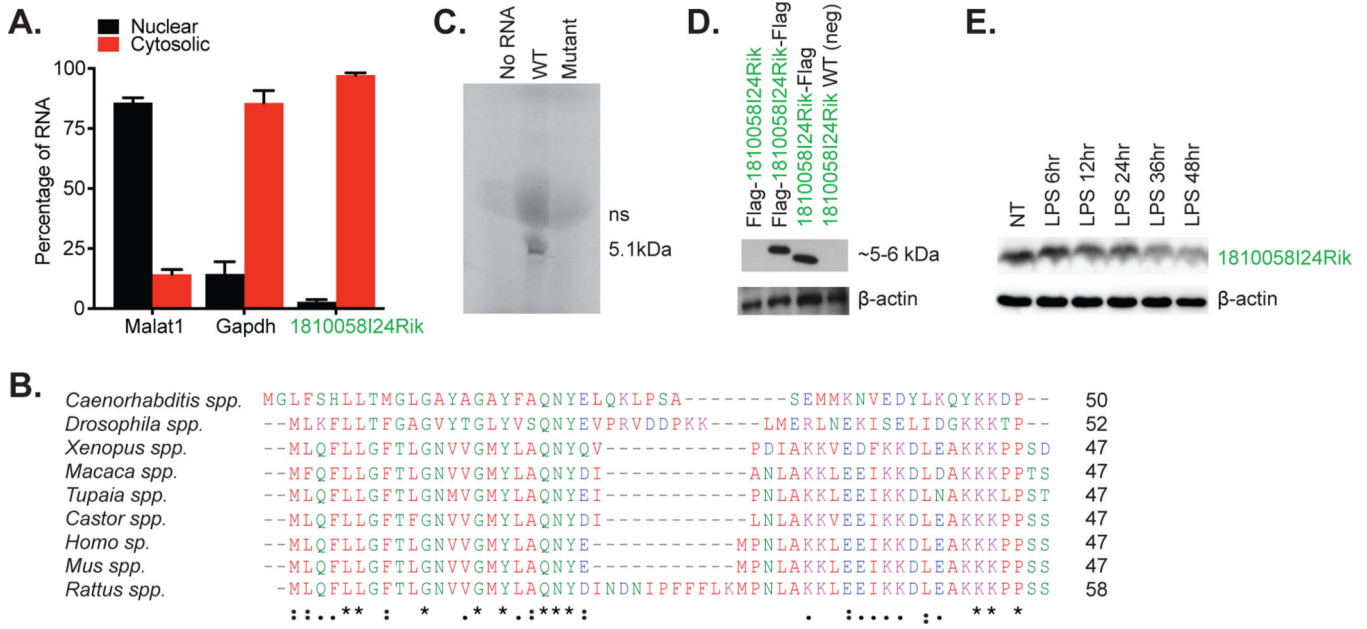 A.
Nuclear
Cytosolic
Percentage of RNA
100
75
50
25
0
Malat1
Gapdh
1810058I24Rik
C.
No RNA
WT
Mutant
ns
5.1kDa
D.
Flag-1810058I24Rik
Flag-1810058I24Rik-Flag
1810058I24Rik-Flag
1810058I24Rik WT (neg)
~5-6 kDa
β-actin
E.
NT
LPS 6hr
LPS 12hr
LPS 24hr
LPS 36hr
LPS 48hr
1810058I24Rik
β-actin
B.
Caenorhabditis spp. MGLFSHLLTMGLGAYAGAYFAQNYELQKLPSA--------SEMMKNVEDYLKQYKKDP-- 50
Drosophila spp. --MLKFLLTFGAGVYTGLYVSQNYEVPRVDDPKK----LMERLNEKISELIDGKKKTP-- 52
Xenopus spp. --MLQFLLGFTLGNVVGMYLAQNYQV-----------PDIAKKVEDFKKDLKAKKKPPSD 47
Macaca spp. --MFQFLLGFTLGNVVGMYLAQNYDI-----------ANLAKKLEEIKKDLEAKKKPPTS 47
Tupaia spp. --MLQFLLGFTLGNMVGMYLAQNYEI-----------PNLAKKLEEIKKDLNAKKKLPST 47
Castor spp. --MLQFLLGFTFGNVVGMYLAQNYDI-----------LNLAKKVEEIKKDLEAKKKPPSS 47
Homo sp. --MLQFLLGFTLGNVVGMYLAQNYE-----------MPNLAKKLEEIKKDLEAKKKPPSS 47
Mus spp. --MLQFLLGFTLGNVVGMYLAQNYE-----------MPNLAKKLEEIKKDLEAKKKPPSS 47
Rattus spp. --MLQFLLGFTLGNVVGMYLAQNYDINDNIPFFFLKMPNLAKKLEEIKKDLEAKKKPPSS 58
::..** : * .* *.:***: . :.... :. ** *